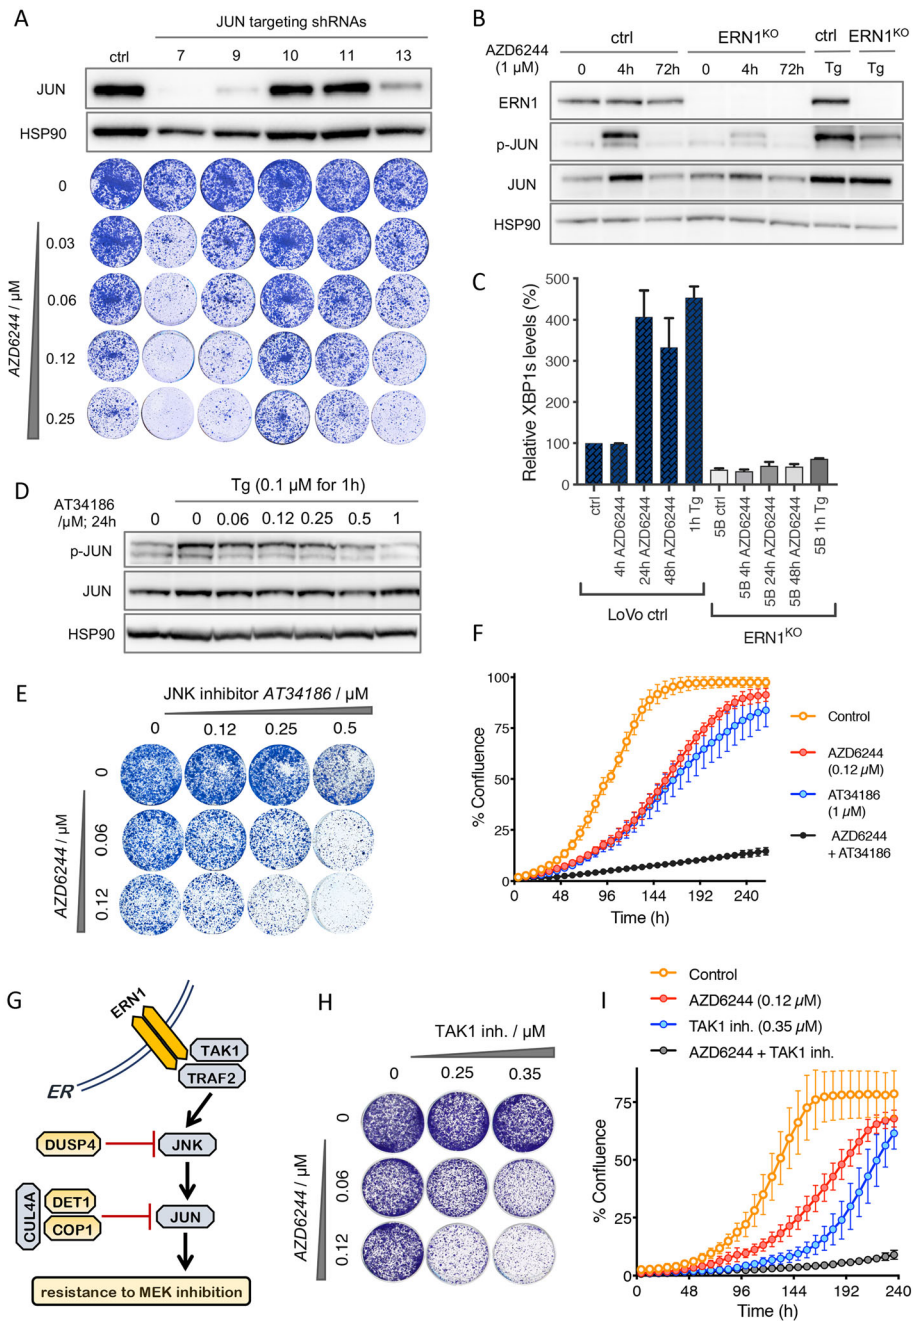 A
JUN targeting shRNAs
ctrl 7 9 10 11 13
JUN
HSP90
0
0.03
0.06
0.12
0.25
AZD6244 / µM
B
AZD6244
(1 µM)
ctrl ERN1KO ctrl ERN1KO
0 4h 72h 0 4h 72h Tg Tg
ERN1
p-JUN
JUN
HSP90
C
Relative XBP1s levels (%)
500
400
300
200
100
0
ctrl
4h AZD6244
24h AZD6244
48h AZD6244
1h Tg
5B ctrl
5B 4h AZD6244
5B 24h AZD6244
5B 48h AZD6244
5B 1h Tg
LoVo ctrl
ERN1KO
D
Tg (0.1 µM for 1h)
AT34186
/µM; 24h
0 0 0.06 0.12 0.25 0.5 1
p-JUN
JUN
HSP90
E
JNK inhibitor AT34186 / µM
0 0.12 0.25 0.5
0
0.06
0.12
AZD6244 / µM
F
% Confluence
100
75
50
25
0
0 48 96 144 192 240
Time (h)
Control
AZD6244
(0.12 µM)
AT34186
(1 µM)
AZD6244
+ AT34186
G
ERN1
TAK1
TRAF2
ER
DUSP4
JNK
CUL4A
DET1
COP1
JUN
resistance to MEK inhibition
H
TAK1 inh. / µM
0 0.25 0.35
0
0.06
0.12
AZD6244 / µM
I
Control
AZD6244 (0.12 µM)
TAK1 inh. (0.35 µM)
AZD6244 + TAK1 inh.
% Confluence
75
50
25
0
0 48 96 144 192 240
Time (h)